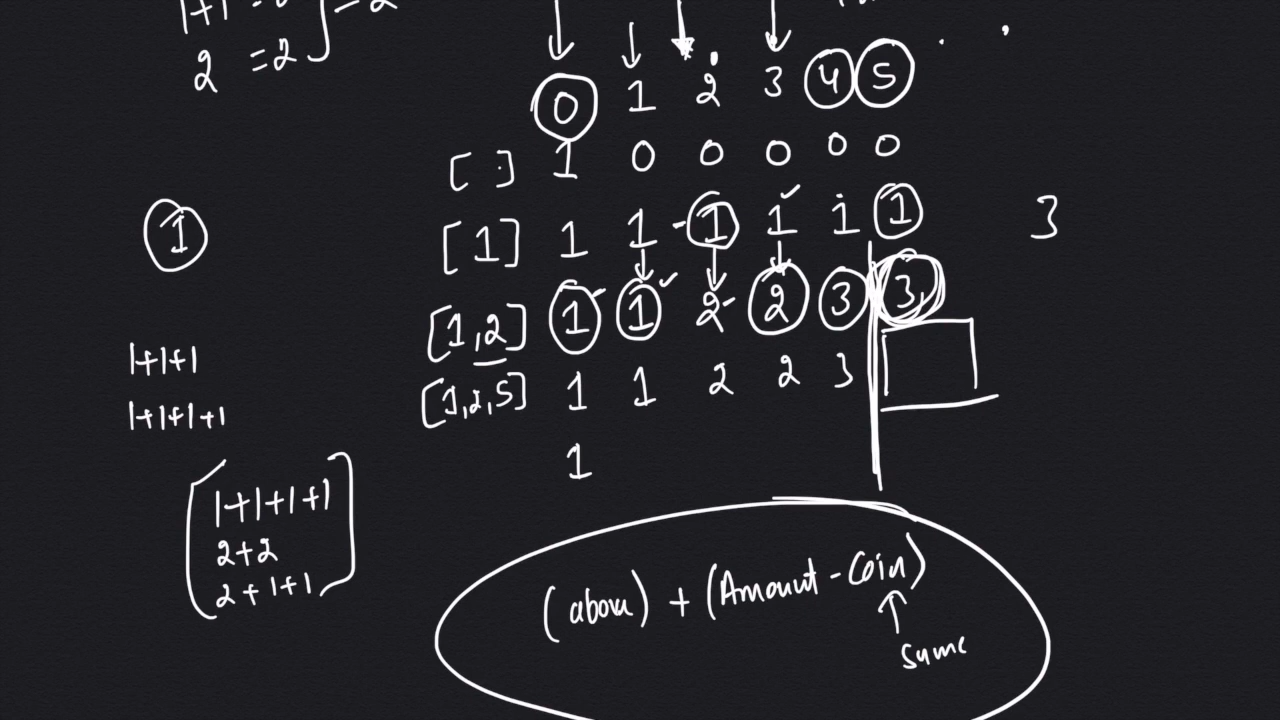 1+1 =
2 =2 } - 2
0 1 2 3 4 5
[ . ] 1 0 0 0 0 0
[1] 1 1 1 1 1 1 3
1
[1,2] 1 1 2 2 3 3
1+1+1
[1,2,5] 1 1 2 2 3
1+1+1+1
1
1+1+1+1
2+2
2+1+1
(above) + (Amount - Coin)
same